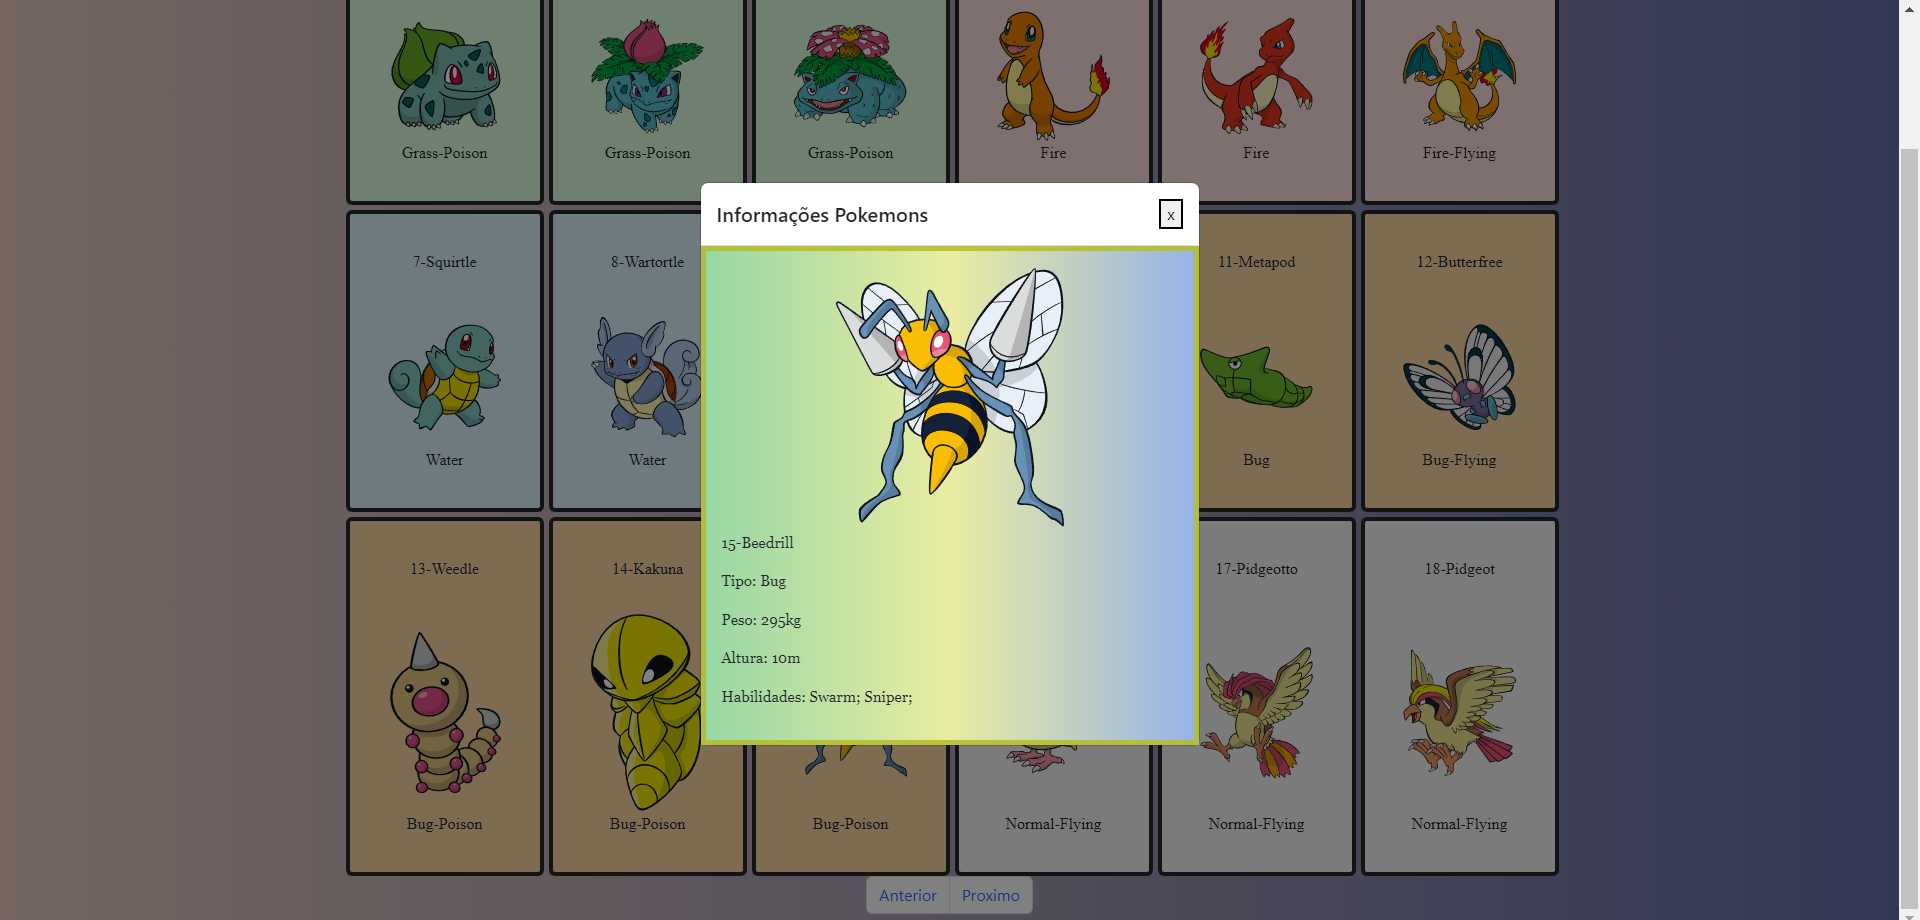 Grass-Poison
Grass-Poison
Grass-Poison
Fire
Fire
Fire-Flying
Informações Pokemons
x
7-Squirtle
8-Wartortle
11-Metapod
12-Butterfree
Water
Water
Bug
Bug-Flying
15-Beedrill
Tipo: Bug
Peso: 295kg
Altura: 10m
Habilidades: Swarm; Sniper;
13-Weedle
14-Kakuna
17-Pidgeotto
18-Pidgeot
Bug-Poison
Bug-Poison
Bug-Poison
Normal-Flying
Normal-Flying
Normal-Flying
Anterior
Proximo